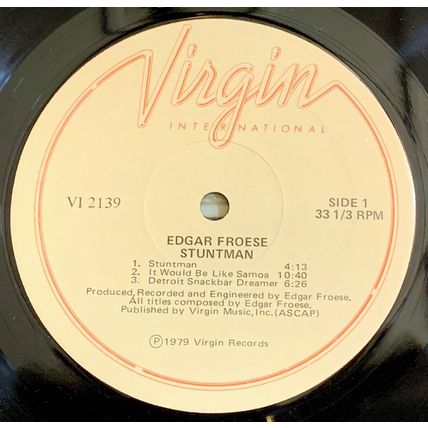 Virgin
INTERNATIONAL
VI 2139
SIDE 1
33 1/3 RPM
EDGAR FROESE
STUNTMAN
1. Stuntman 4:13
2. It Would Be Like Samoa 10:40
3. Detroit Snackbar Dreamer 6:26
Produced, Recorded and Engineered by Edgar Froese.
All titles composed by Edgar Froese.
Published by Virgin Music, Inc. (ASCAP)
Ⓟ 1979 Virgin Records